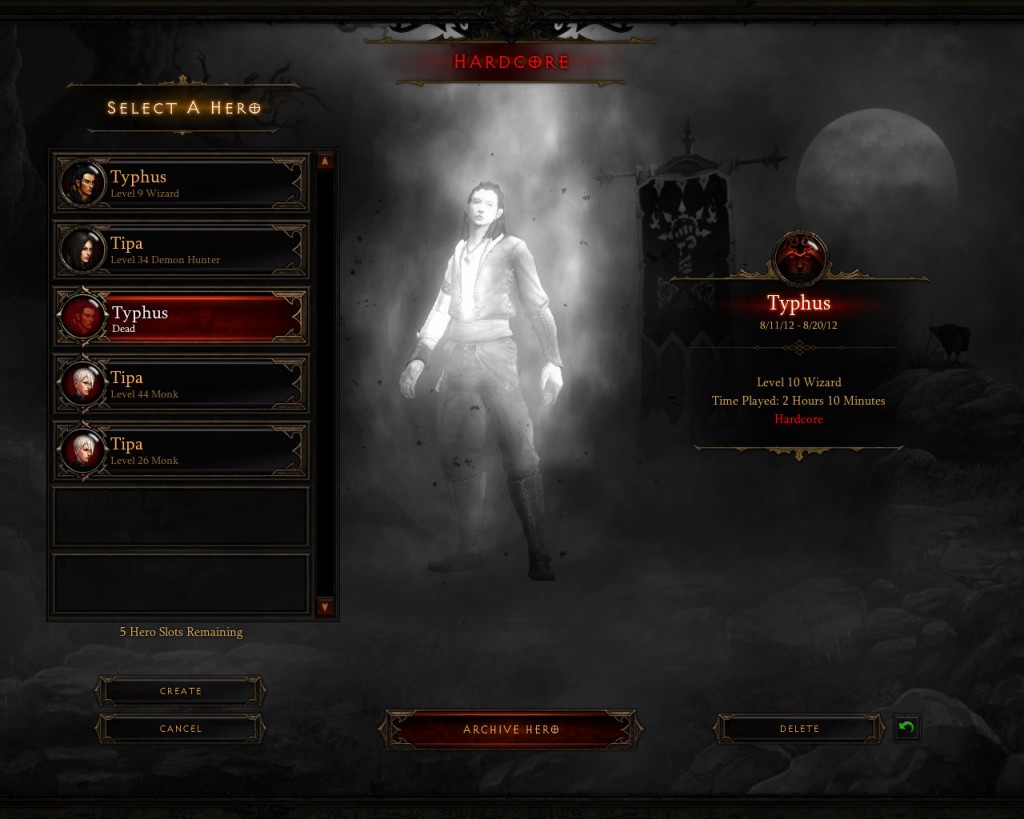 HARDCORE
SELECT A HERO
Typhus
Level 9 Wizard
Tipa
Level 34 Demon Hunter
Typhus
Dead
Tipa
Level 44 Monk
Tipa
Level 26 Monk
5 Hero Slots Remaining
CREATE
CANCEL
ARCHIVE HERO
Typhus
8/11/12 - 8/20/12
Level 10 Wizard
Time Played: 2 Hours 10 Minutes
Hardcore
DELETE